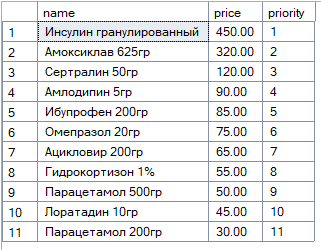 name price priority
1 Инсулин гранулированный 450.00 1
2 Амоксиклав 625гр 320.00 2
3 Сертралин 50гр 120.00 3
4 Амлодипин 5гр 90.00 4
5 Ибупрофен 200гр 85.00 5
6 Омепразол 20гр 75.00 6
7 Ацикловир 200гр 65.00 7
8 Гидрокортизон 1% 55.00 8
9 Парацетамол 500гр 50.00 9
10 Лоратадин 10гр 45.00 10
11 Парацетамол 200гр 30.00 11